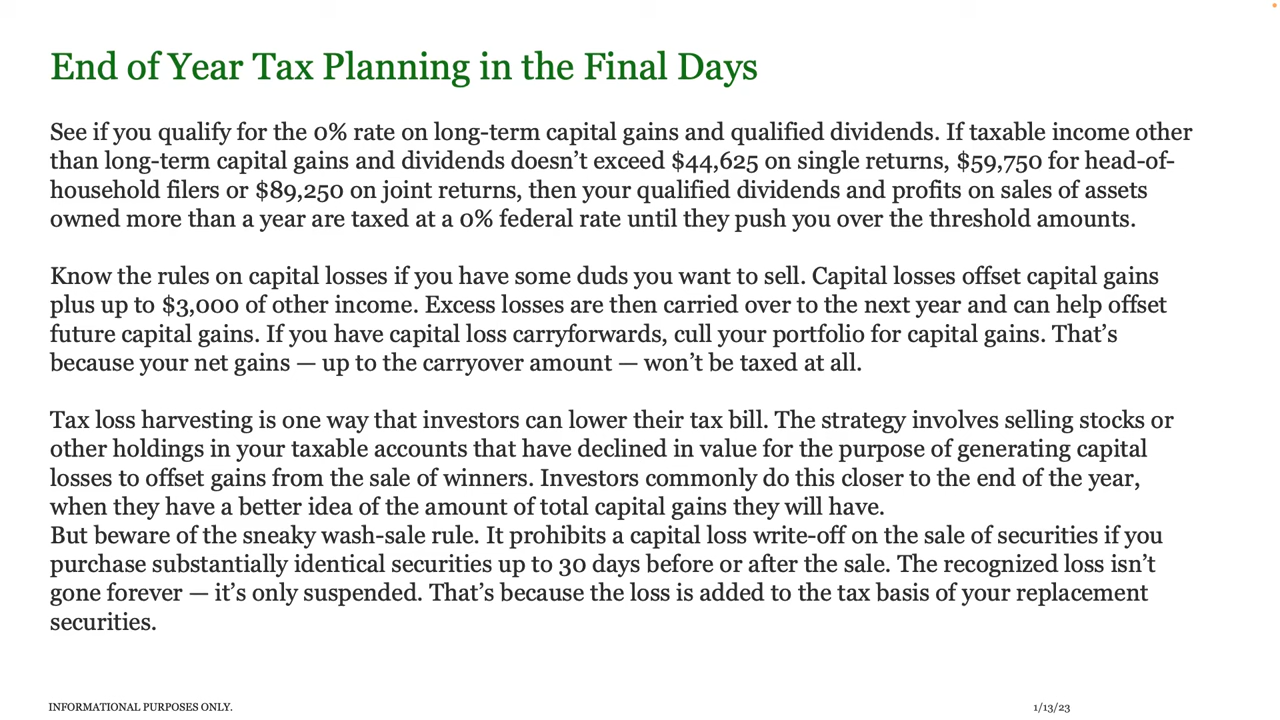 End of Year Tax Planning in the Final Days
See if you qualify for the 0% rate on long-term capital gains and qualified dividends. If taxable income other
than long-term capital gains and dividends doesn’t exceed $44,625 on single returns, $59,750 for head-of-
household filers or $89,250 on joint returns, then your qualified dividends and profits on sales of assets
owned more than a year are taxed at a 0% federal rate until they push you over the threshold amounts.
Know the rules on capital losses if you have some duds you want to sell. Capital losses offset capital gains
plus up to $3,000 of other income. Excess losses are then carried over to the next year and can help offset
future capital gains. If you have capital loss carryforwards, cull your portfolio for capital gains. That’s
because your net gains — up to the carryover amount — won’t be taxed at all.
Tax loss harvesting is one way that investors can lower their tax bill. The strategy involves selling stocks or
other holdings in your taxable accounts that have declined in value for the purpose of generating capital
losses to offset gains from the sale of winners. Investors commonly do this closer to the end of the year,
when they have a better idea of the amount of total capital gains they will have.
But beware of the sneaky wash-sale rule. It prohibits a capital loss write-off on the sale of securities if you
purchase substantially identical securities up to 30 days before or after the sale. The recognized loss isn’t
gone forever — it’s only suspended. That’s because the loss is added to the tax basis of your replacement
securities.
INFORMATIONAL PURPOSES ONLY.
1/13/23